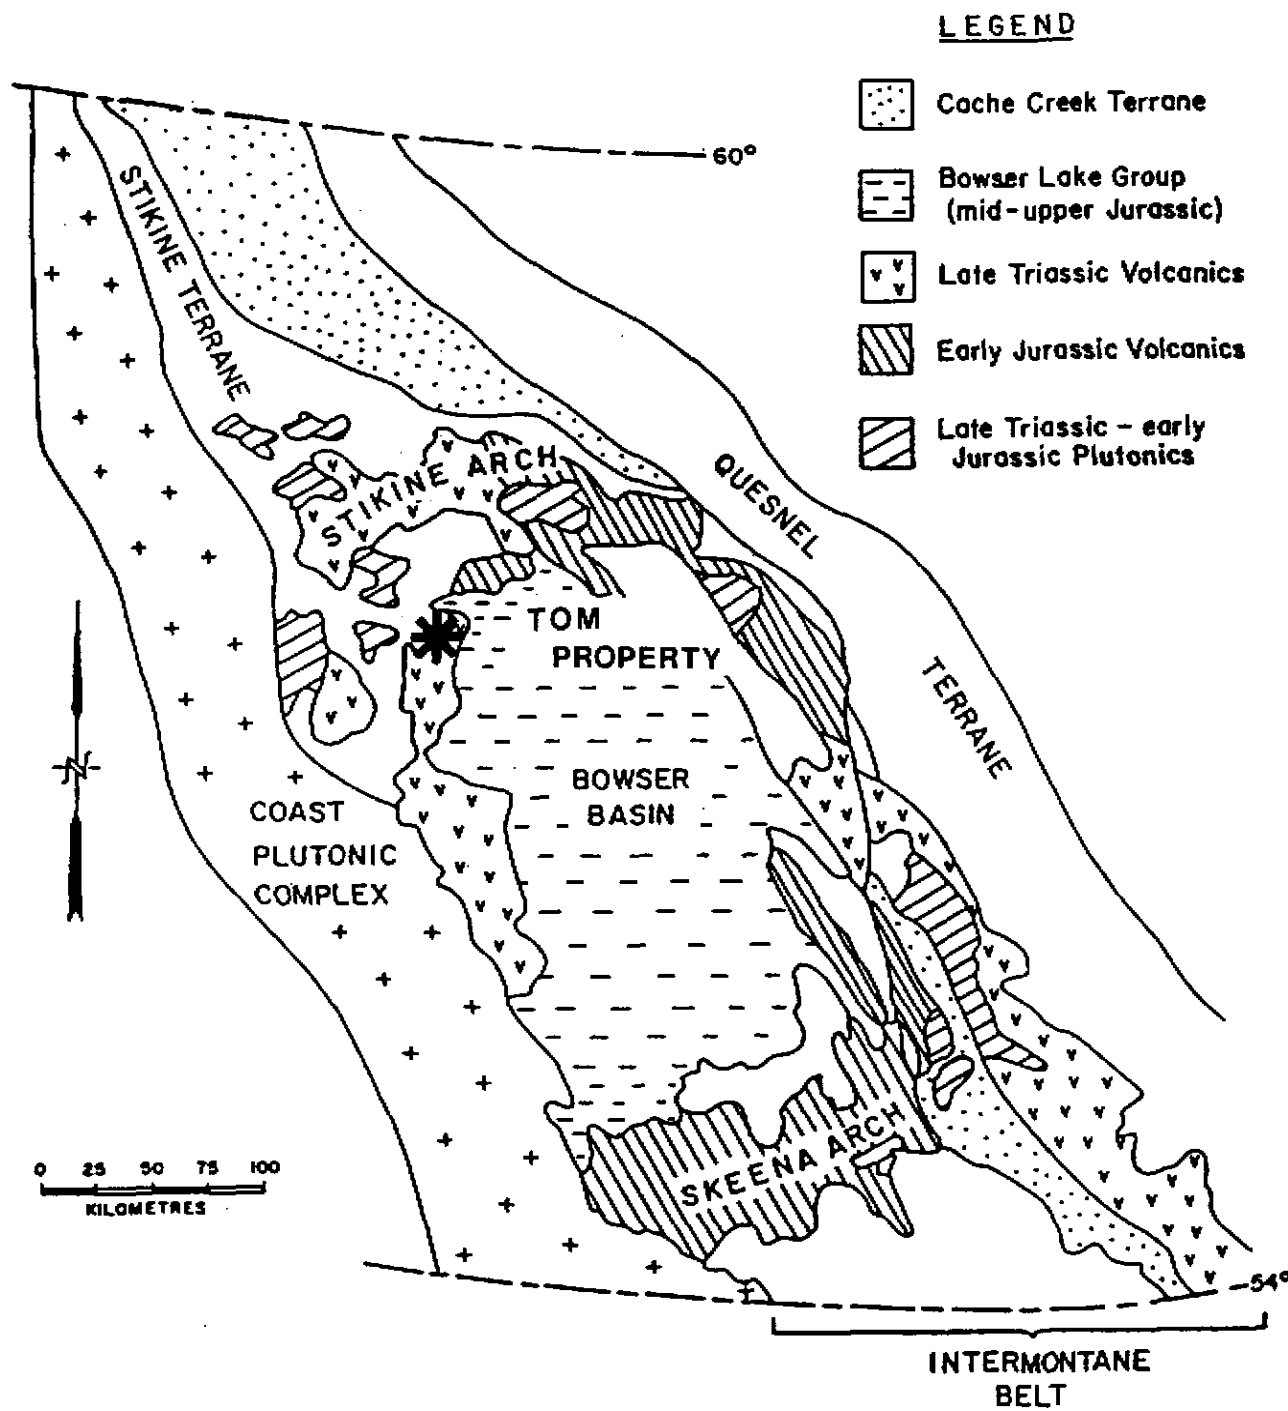 LEGEND
Cache Creek Terrane
Bowser Lake Group
(mid-upper Jurassic)
Late Triassic Volcanics
Early Jurassic Volcanics
Late Triassic - early
Jurassic Plutonics
60°
STIKINE TERRANE
STIKINE ARCH
QUESNEL
TERRANE
TOM
PROPERTY
BOWSER
BASIN
COAST
PLUTONIC
COMPLEX
SKEENA ARCH
0 25 50 75 100
KILOMETRES
54°
INTERMONTANE
BELT